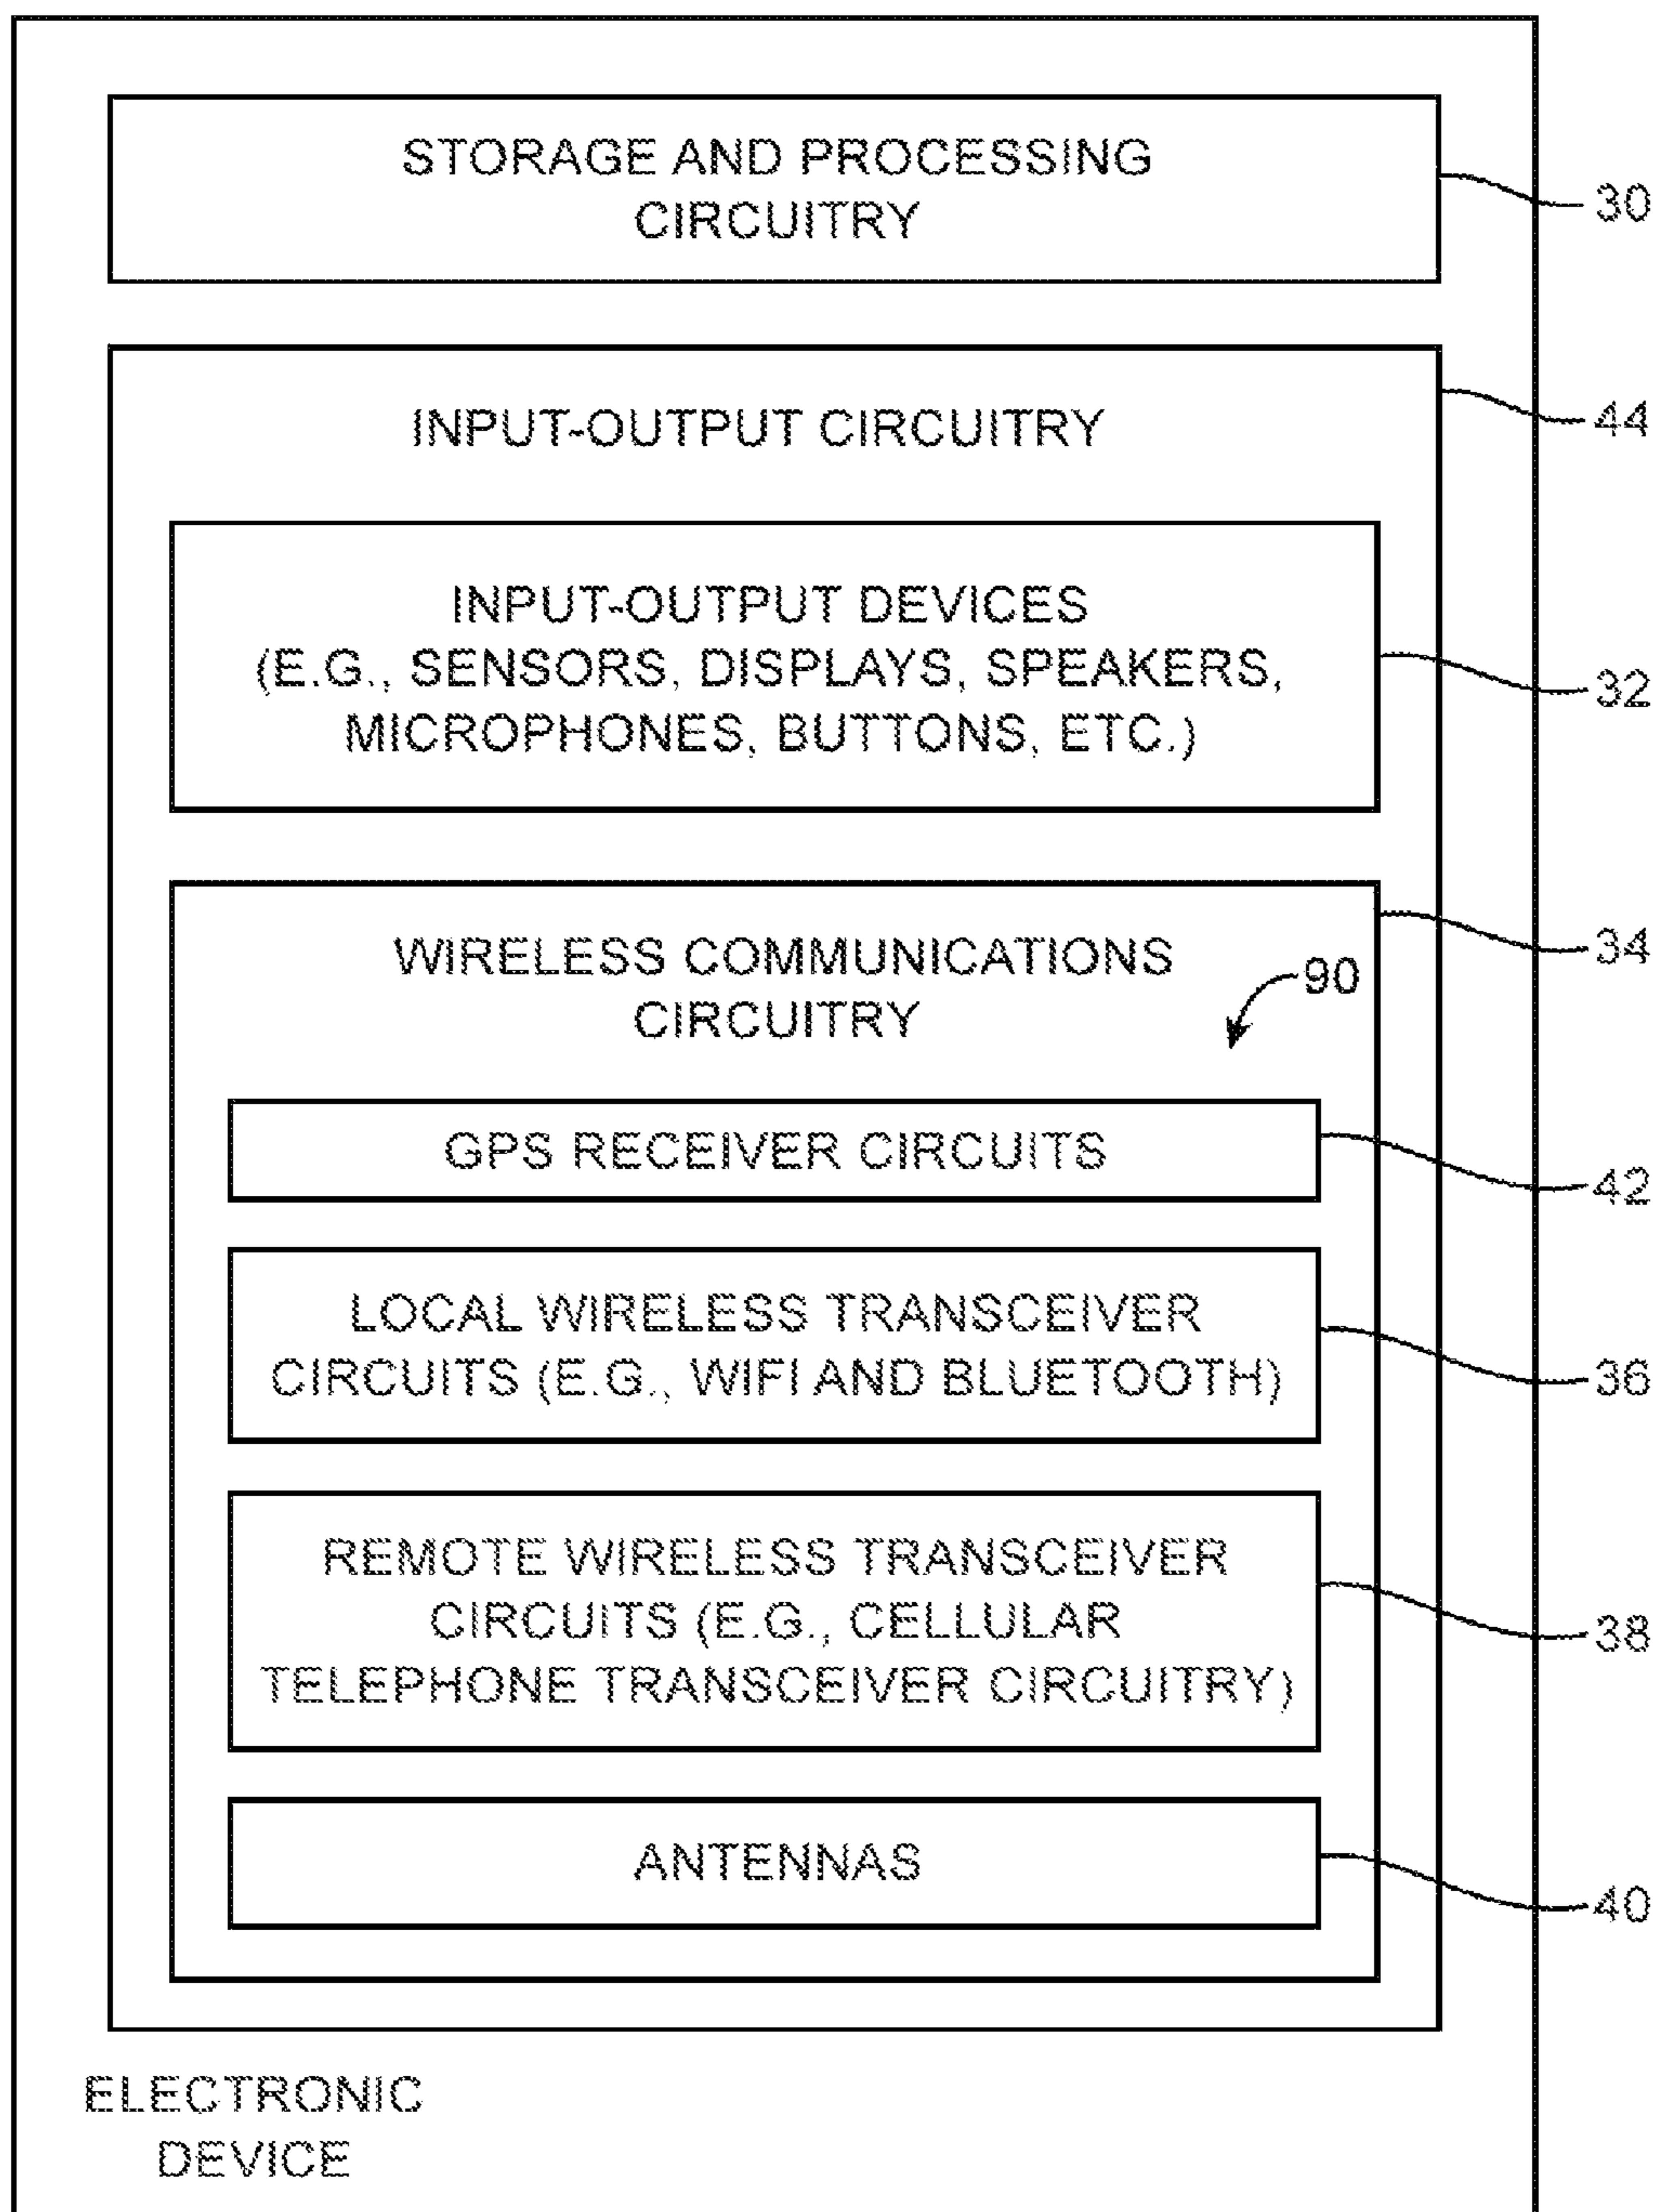 STORAGE AND PROCESSING
CIRCUITRY
30
INPUT-OUTPUT CIRCUITRY
44
INPUT-OUTPUT DEVICES
(E.G., SENSORS, DISPLAYS, SPEAKERS,
MICROPHONES, BUTTONS, ETC.)
32
WIRELESS COMMUNICATIONS
CIRCUITRY
34
90
GPS RECEIVER CIRCUITS
42
LOCAL WIRELESS TRANSCEIVER
CIRCUITS (E.G., WIFI AND BLUETOOTH)
36
REMOTE WIRELESS TRANSCEIVER
CIRCUITS (E.G., CELLULAR
TELEPHONE TRANSCEIVER CIRCUITRY)
38
ANTENNAS
40
ELECTRONIC
DEVICE